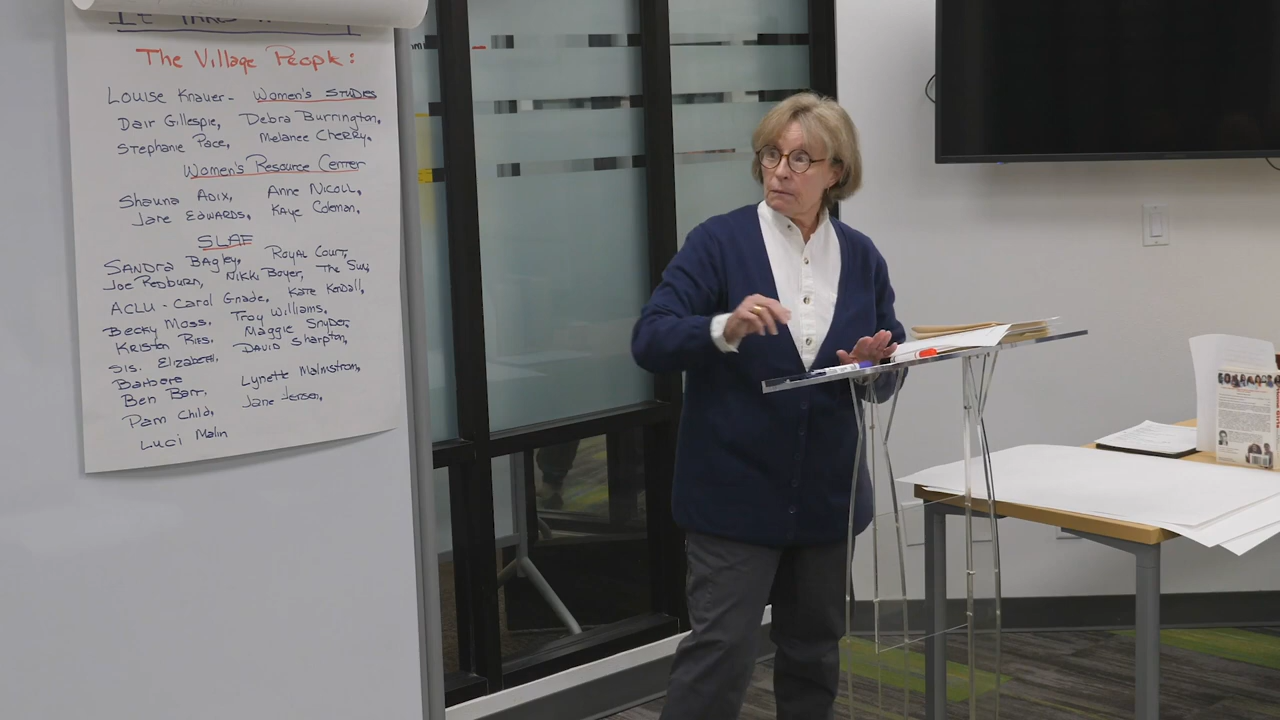 The Village People:
Louise Knauer - Women's Studies
Dair Gillespie, Debra Burrington,
Stephanie Pace, Melanee Cherry,
Women's Resource Center
Shauna Adix, Anne Nicoll,
Jane Edwards, Kaye Coleman,
SLAF
Sandra Bagley, Royal Court,
Joe Redburn, Nikki Boyer, The Sun,
ACLU - Carol Gnade, Kate Kendall,
Becky Moss, Troy Williams,
Kristen Ries, Maggie Snyder,
Sis. Elizabeth, David Sharpton,
Barbara
Ben Barr, Lynette Malmstrom,
Pam Child, Jane Jensen,
Luci Malin